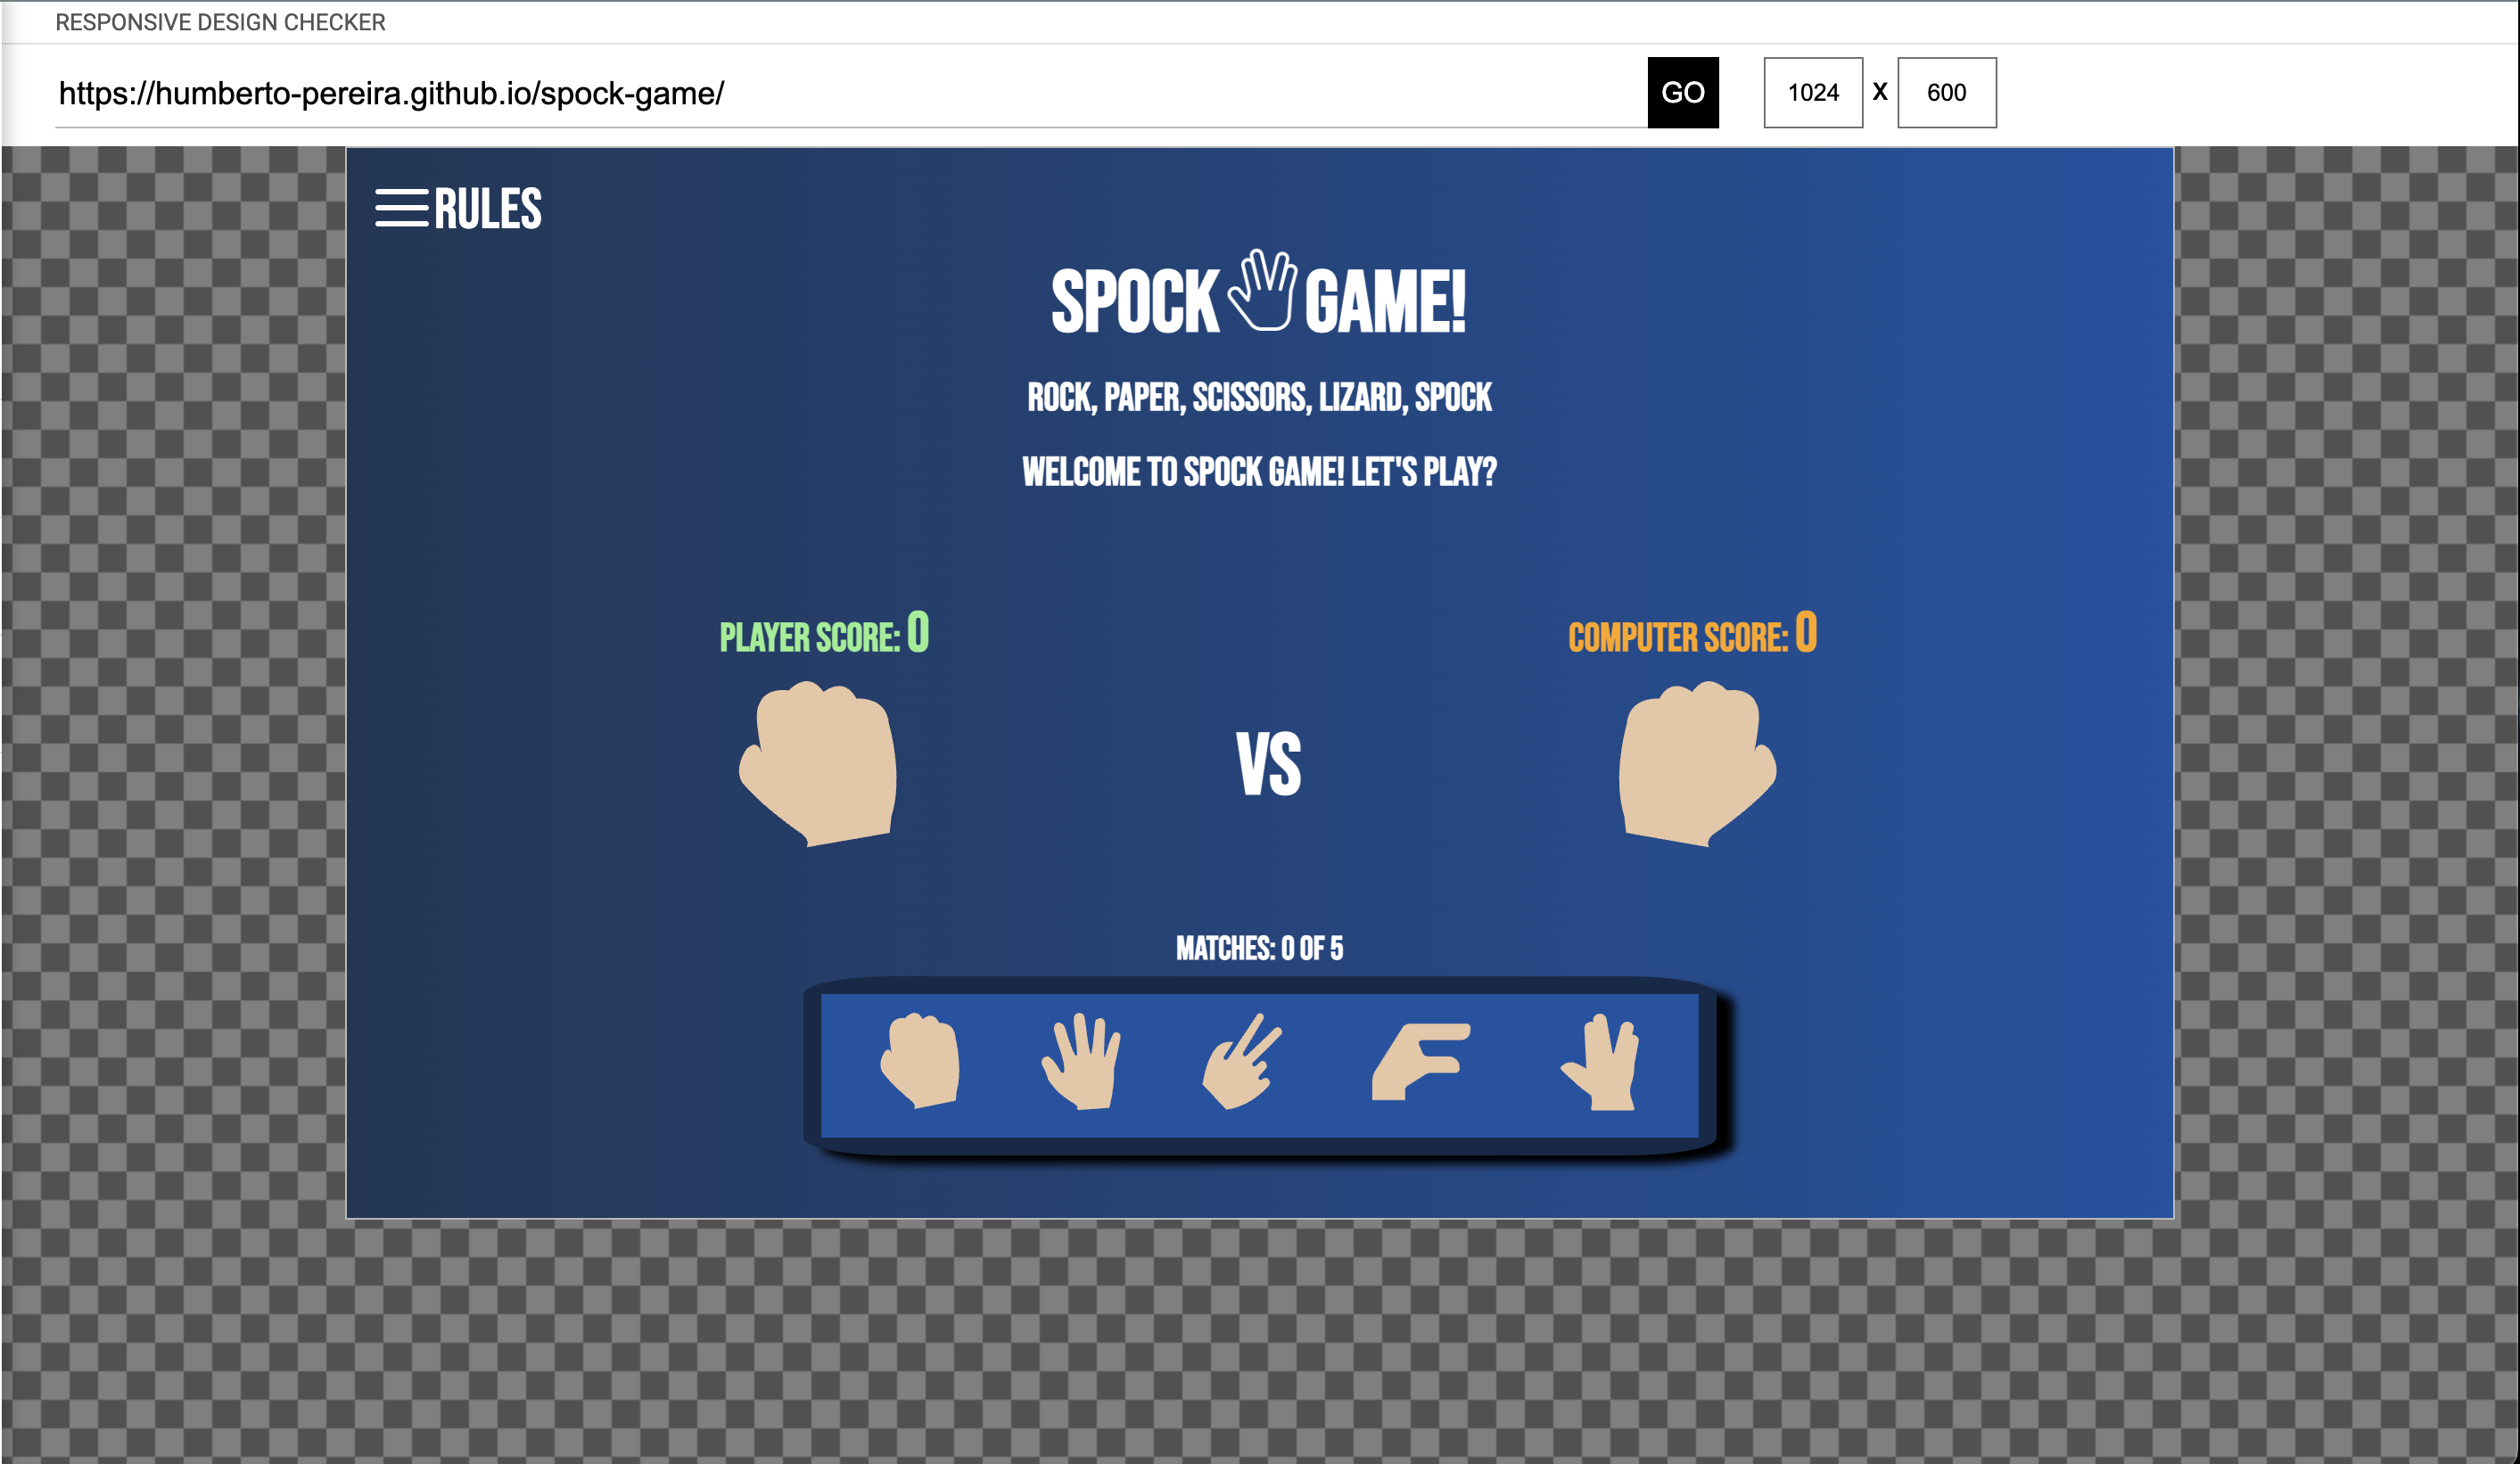 RESPONSIVE DESIGN CHECKER
https://humberto-pereira.github.io/spock-game/ GO 1024 X 600
RULES
SPOCK GAME!
ROCK, PAPER, SCISSORS, LIZARD, SPOCK
WELCOME TO SPOCK GAME! LET'S PLAY?
PLAYER SCORE: 0 COMPUTER SCORE: 0
VS
MATCHES: 0 OF 5